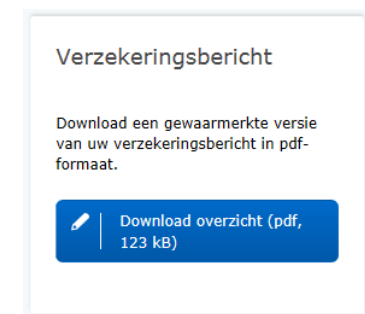 Verzekeringsbericht
Download een gewaarmerkte versie
van uw verzekeringsbericht in pdf-
formaat.
Download overzicht (pdf,
123 kB)